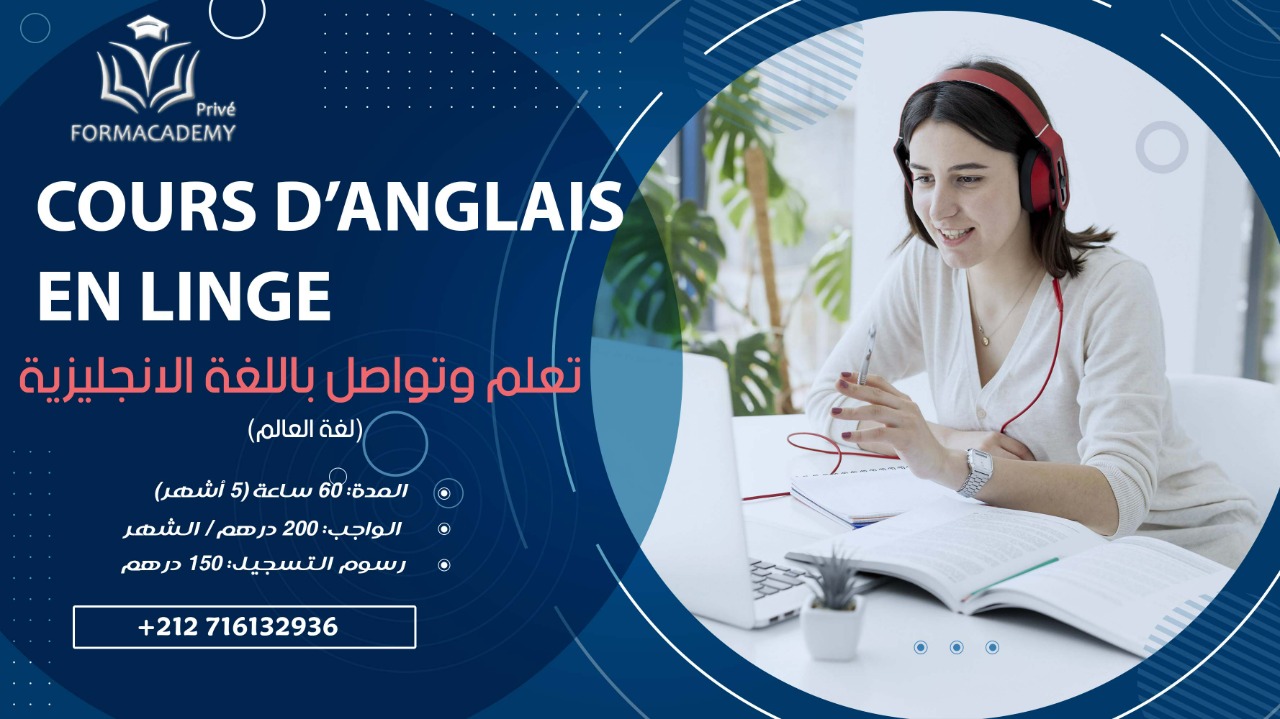 Privé
FORMACADEMY
COURS D’ANGLAIS
EN LINGE
تعلم وتواصل باللغة الانجليزية
(لغة العالم)
المدة: 60 ساعة (5 أشهر)
الواجب: 200 درهم / الشهر
رسوم التسجيل: 150 درهم
+212 716132936